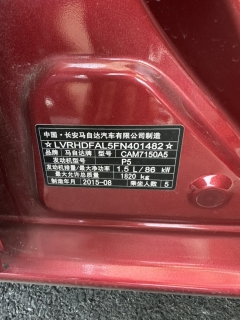 中国·长安马自达汽车有限公司制造
☆LVRHDFAL5FN401482☆
品牌 马自达牌 型号 CAM7150A5
发动机型号 P5
发动机排量/最大净功率 1.5 L/86 kW
最大允许总质量 1820 kg
制造年月 2015-08 乘坐人数 5